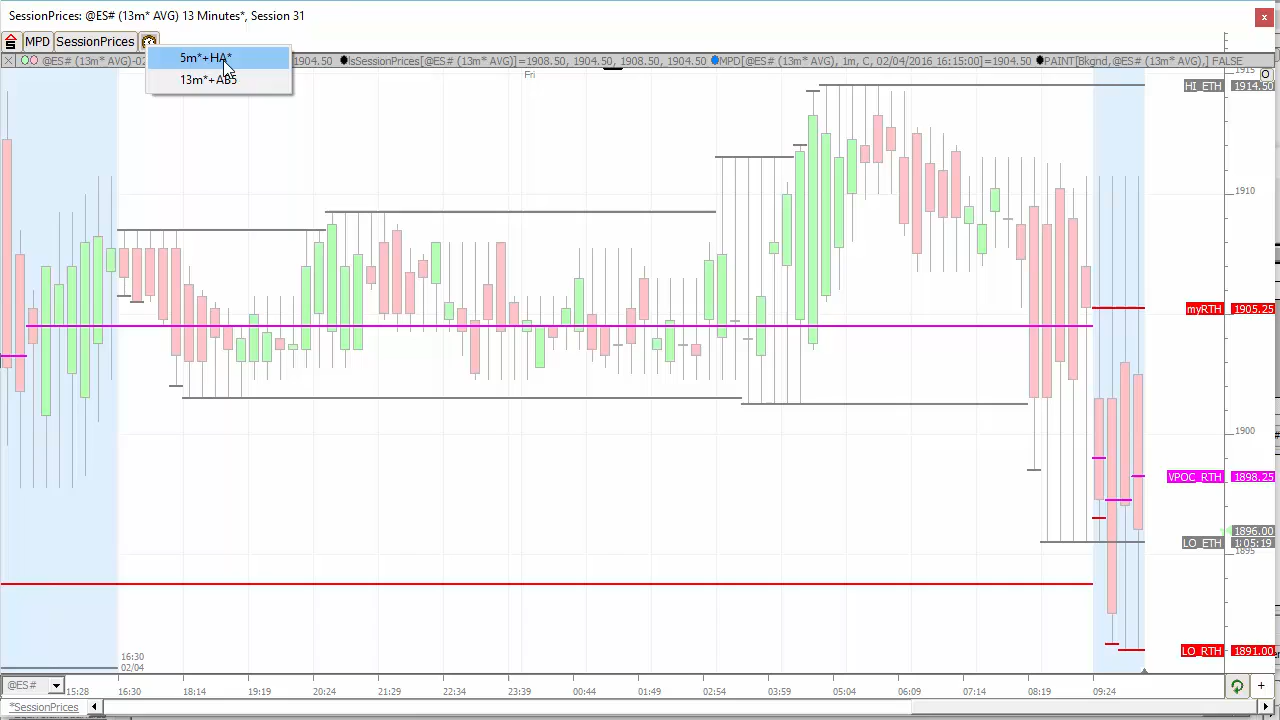 SessionPrices: @ES# (13m* AVG) 13 Minutes*, Session 31
MPD SessionPrices
5m*+HA*
13m*+AB5
@ES# (13m* AVG)-02 1904.50 IsSessionPrices[@ES# (13m* AVG)]=1908.50, 1904.50, 1908.50, 1904.50 MPD[@ES# (13m* AVG), 1m, C, 02/04/2016 16:15:00]=1904.50 PAINT[Bkgnd,@ES# (13m* AVG),] FALSE
Fri
1915
O
HI_ETH 1914.50
1910
myRTH 1905.25
1900
VPOC_RTH 1898.25
1896.00
LO_ETH 1:05:19
1895
LO_RTH 1891.00
16:30
02/04
@ES# 15:28 16:30 18:14 19:19 20:24 21:29 22:34 23:39 00:44 01:49 02:54 03:59 05:04 06:09 07:14 08:19 09:24
*SessionPrices